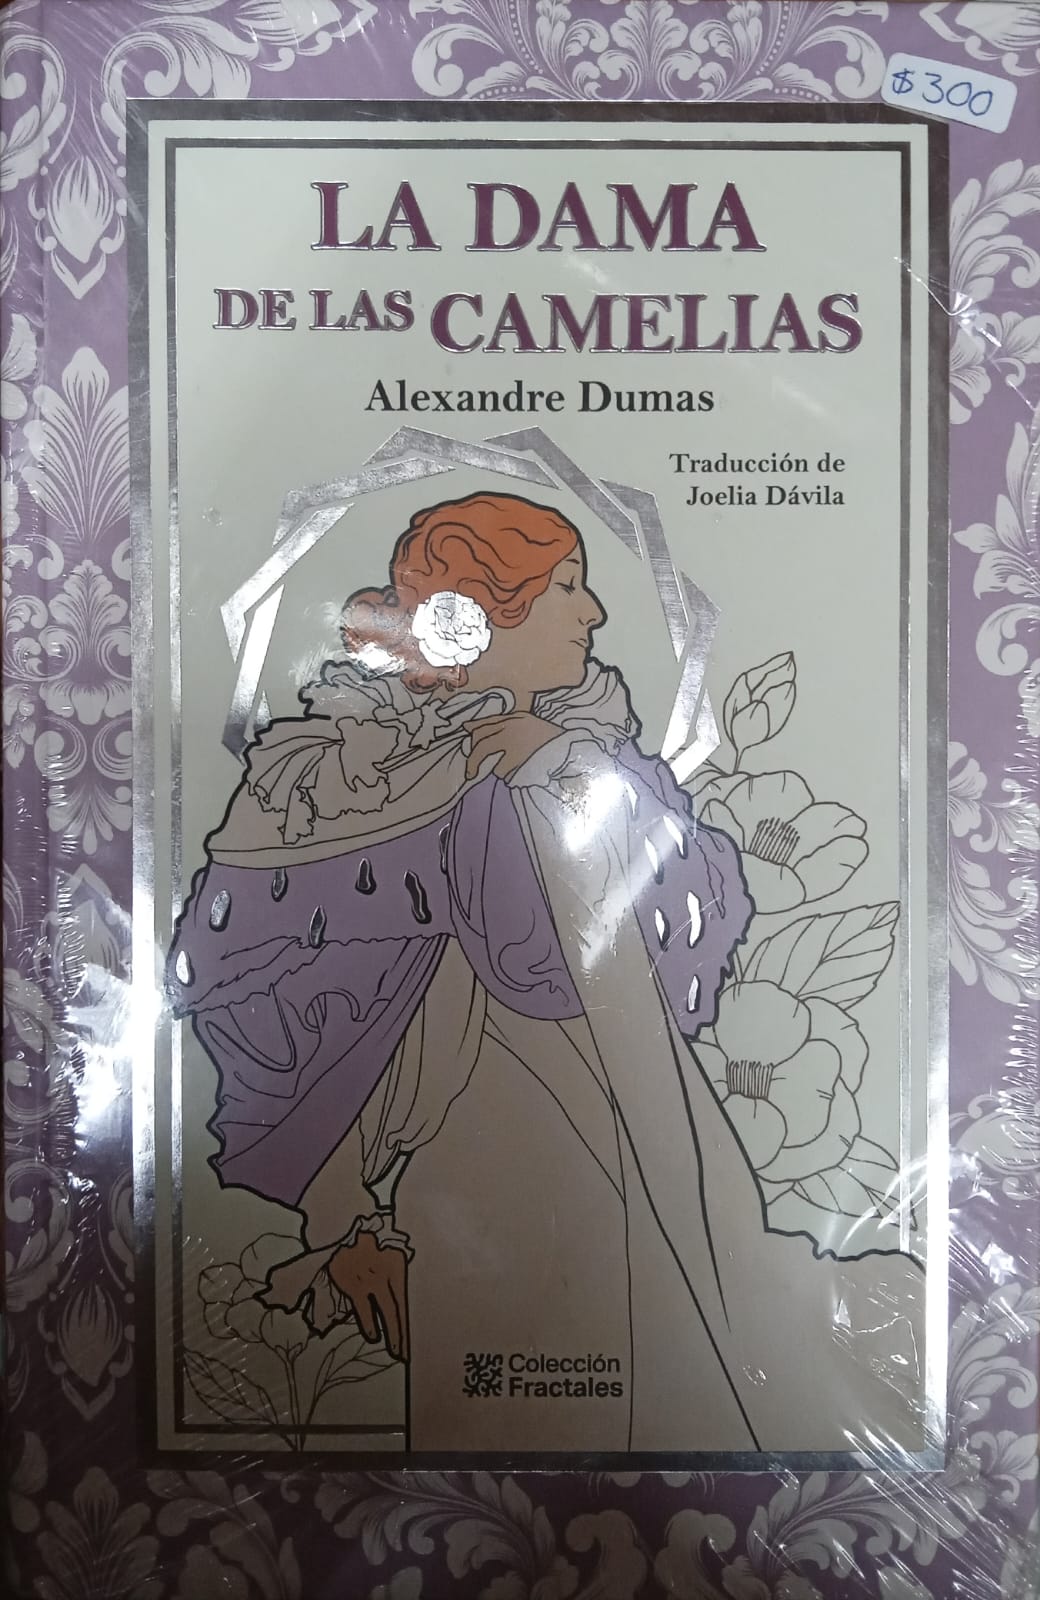 $300
LA DAMA
DE LAS CAMELIAS
Alexandre Dumas
Traducción de
Joelia Dávila
Colección
Fractales